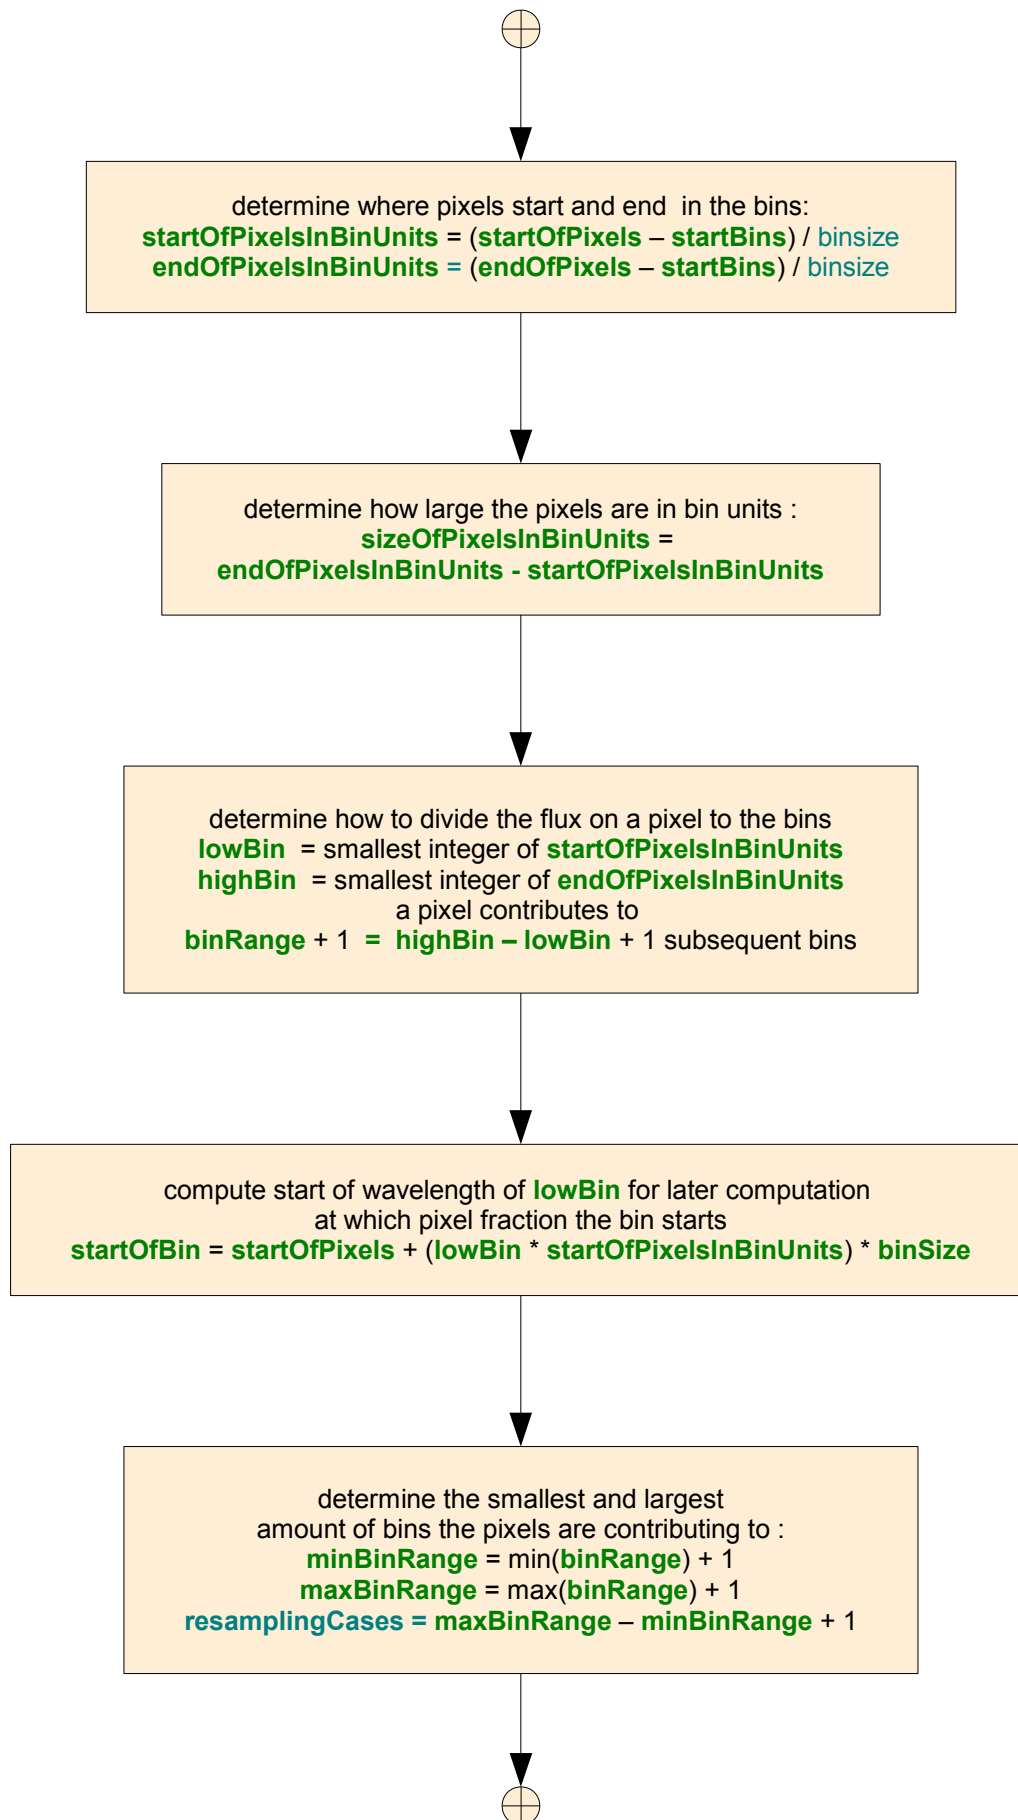 determine where pixels start and end in the bins:
startOfPixelsInBinUnits = (startOfPixels – startBins) / binsize
endOfPixelsInBinUnits = (endOfPixels – startBins) / binsize
determine how large the pixels are in bin units :
sizeOfPixelsInBinUnits =
endOfPixelsInBinUnits - startOfPixelsInBinUnits
determine how to divide the flux on a pixel to the bins
lowBin = smallest integer of startOfPixelsInBinUnits
highBin = smallest integer of endOfPixelsInBinUnits
a pixel contributes to
binRange + 1 = highBin – lowBin + 1 subsequent bins
compute start of wavelength of lowBin for later computation
at which pixel fraction the bin starts
startOfBin = startOfPixels + (lowBin * startOfPixelsInBinUnits) * binSize
determine the smallest and largest
amount of bins the pixels are contributing to :
minBinRange = min(binRange) + 1
maxBinRange = max(binRange) + 1
resamplingCases = maxBinRange – minBinRange + 1